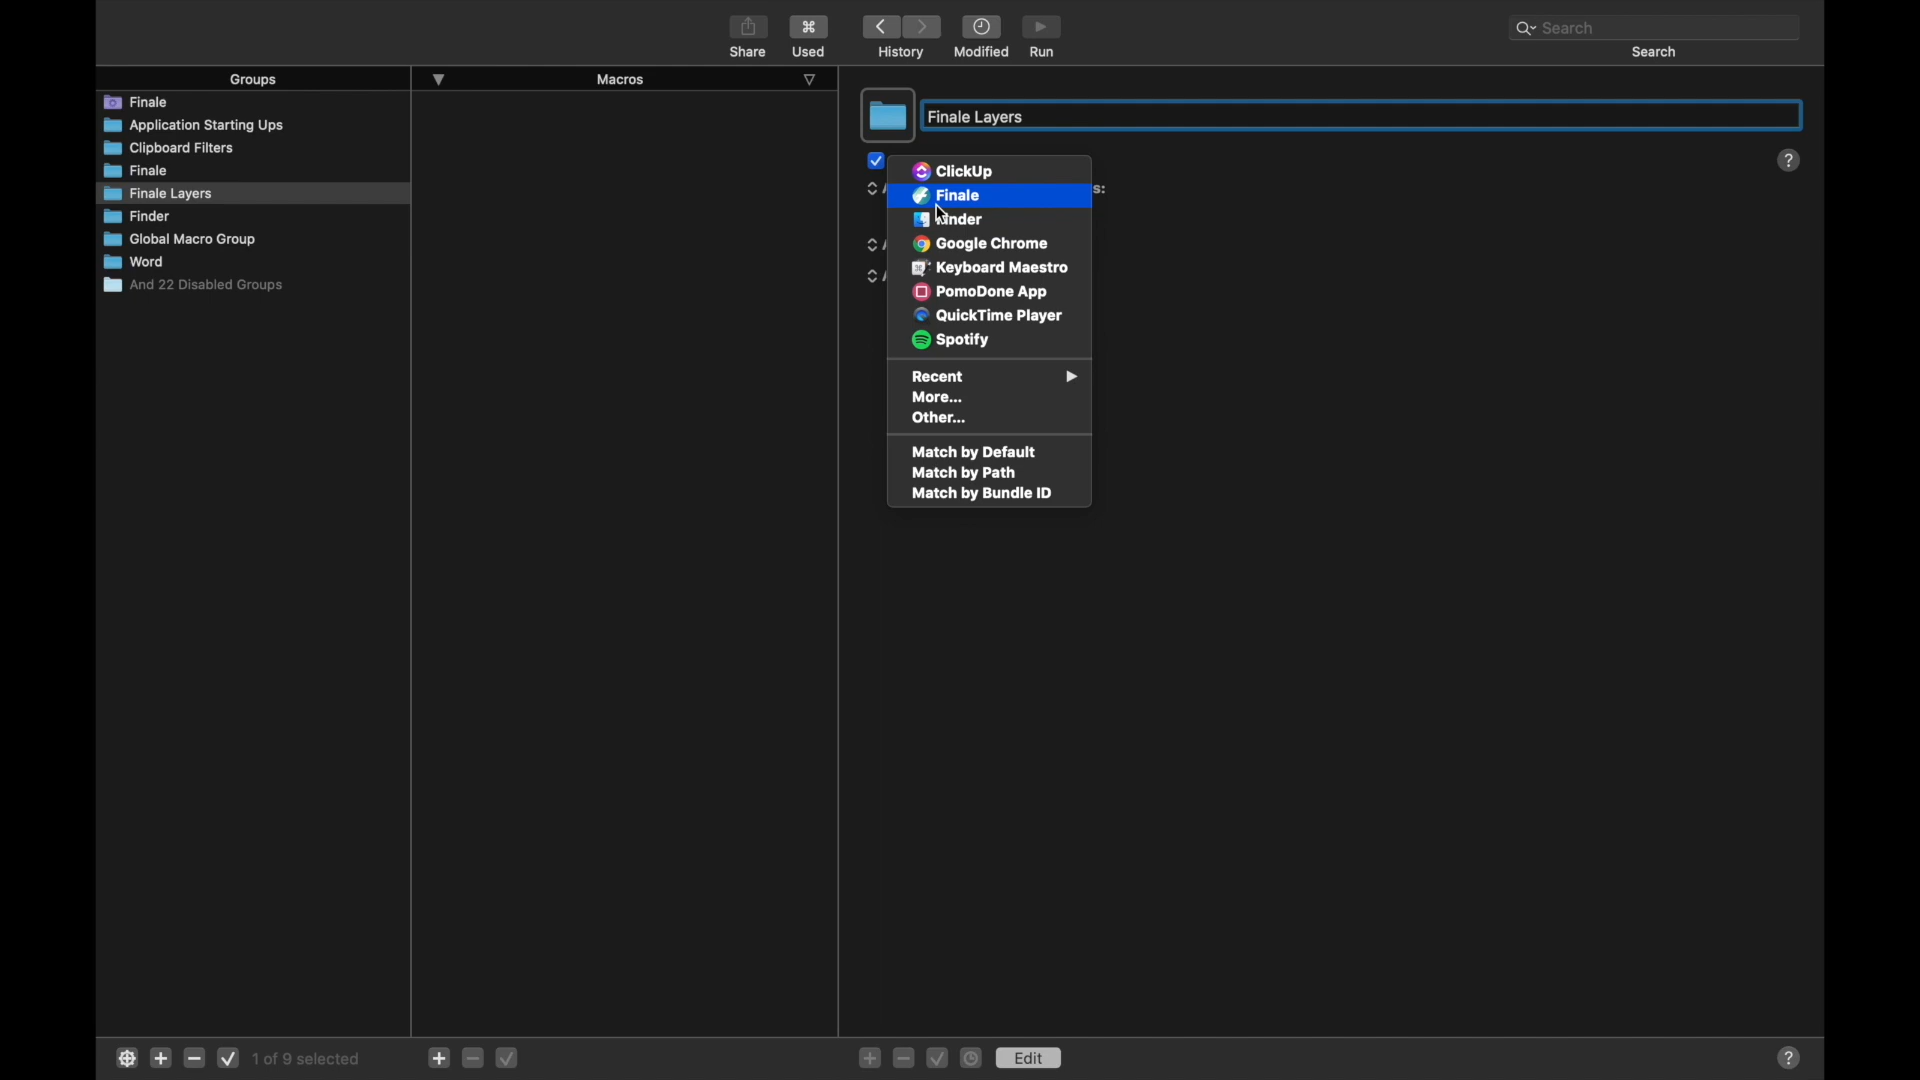 Share
Used
History
Modified
Run
Search
Search
Groups
Macros
Finale
Application Starting Ups
Clipboard Filters
Finale
Finale Layers
Finder
Global Macro Group
Word
And 22 Disabled Groups
Finale Layers
s:
ClickUp
Finale
Finder
Google Chrome
Keyboard Maestro
PomoDone App
QuickTime Player
Spotify
Recent
More...
Other...
Match by Default
Match by Path
Match by Bundle ID
1 of 9 selected
Edit